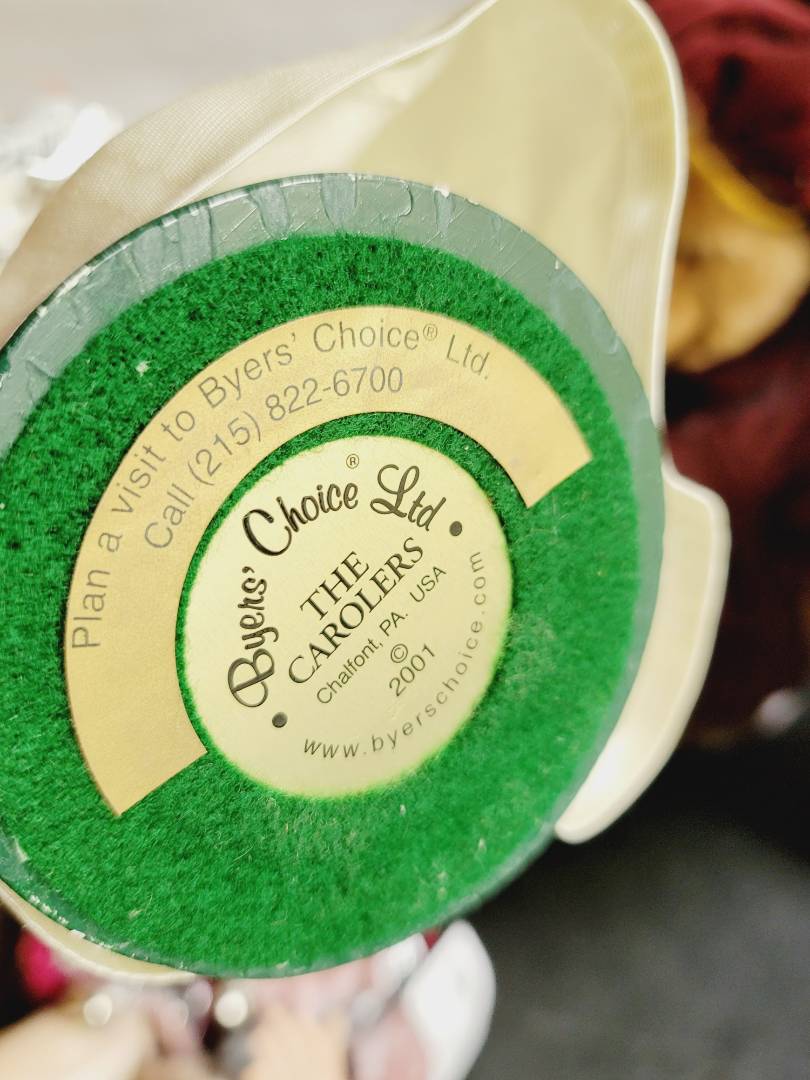 Plan a visit to Byers' Choice® Ltd.
Call (215) 822-6700
Byers' Choice® Ltd
THE
CAROLERS
Chalfont, PA. USA
©
2001
www.byerschoice.com